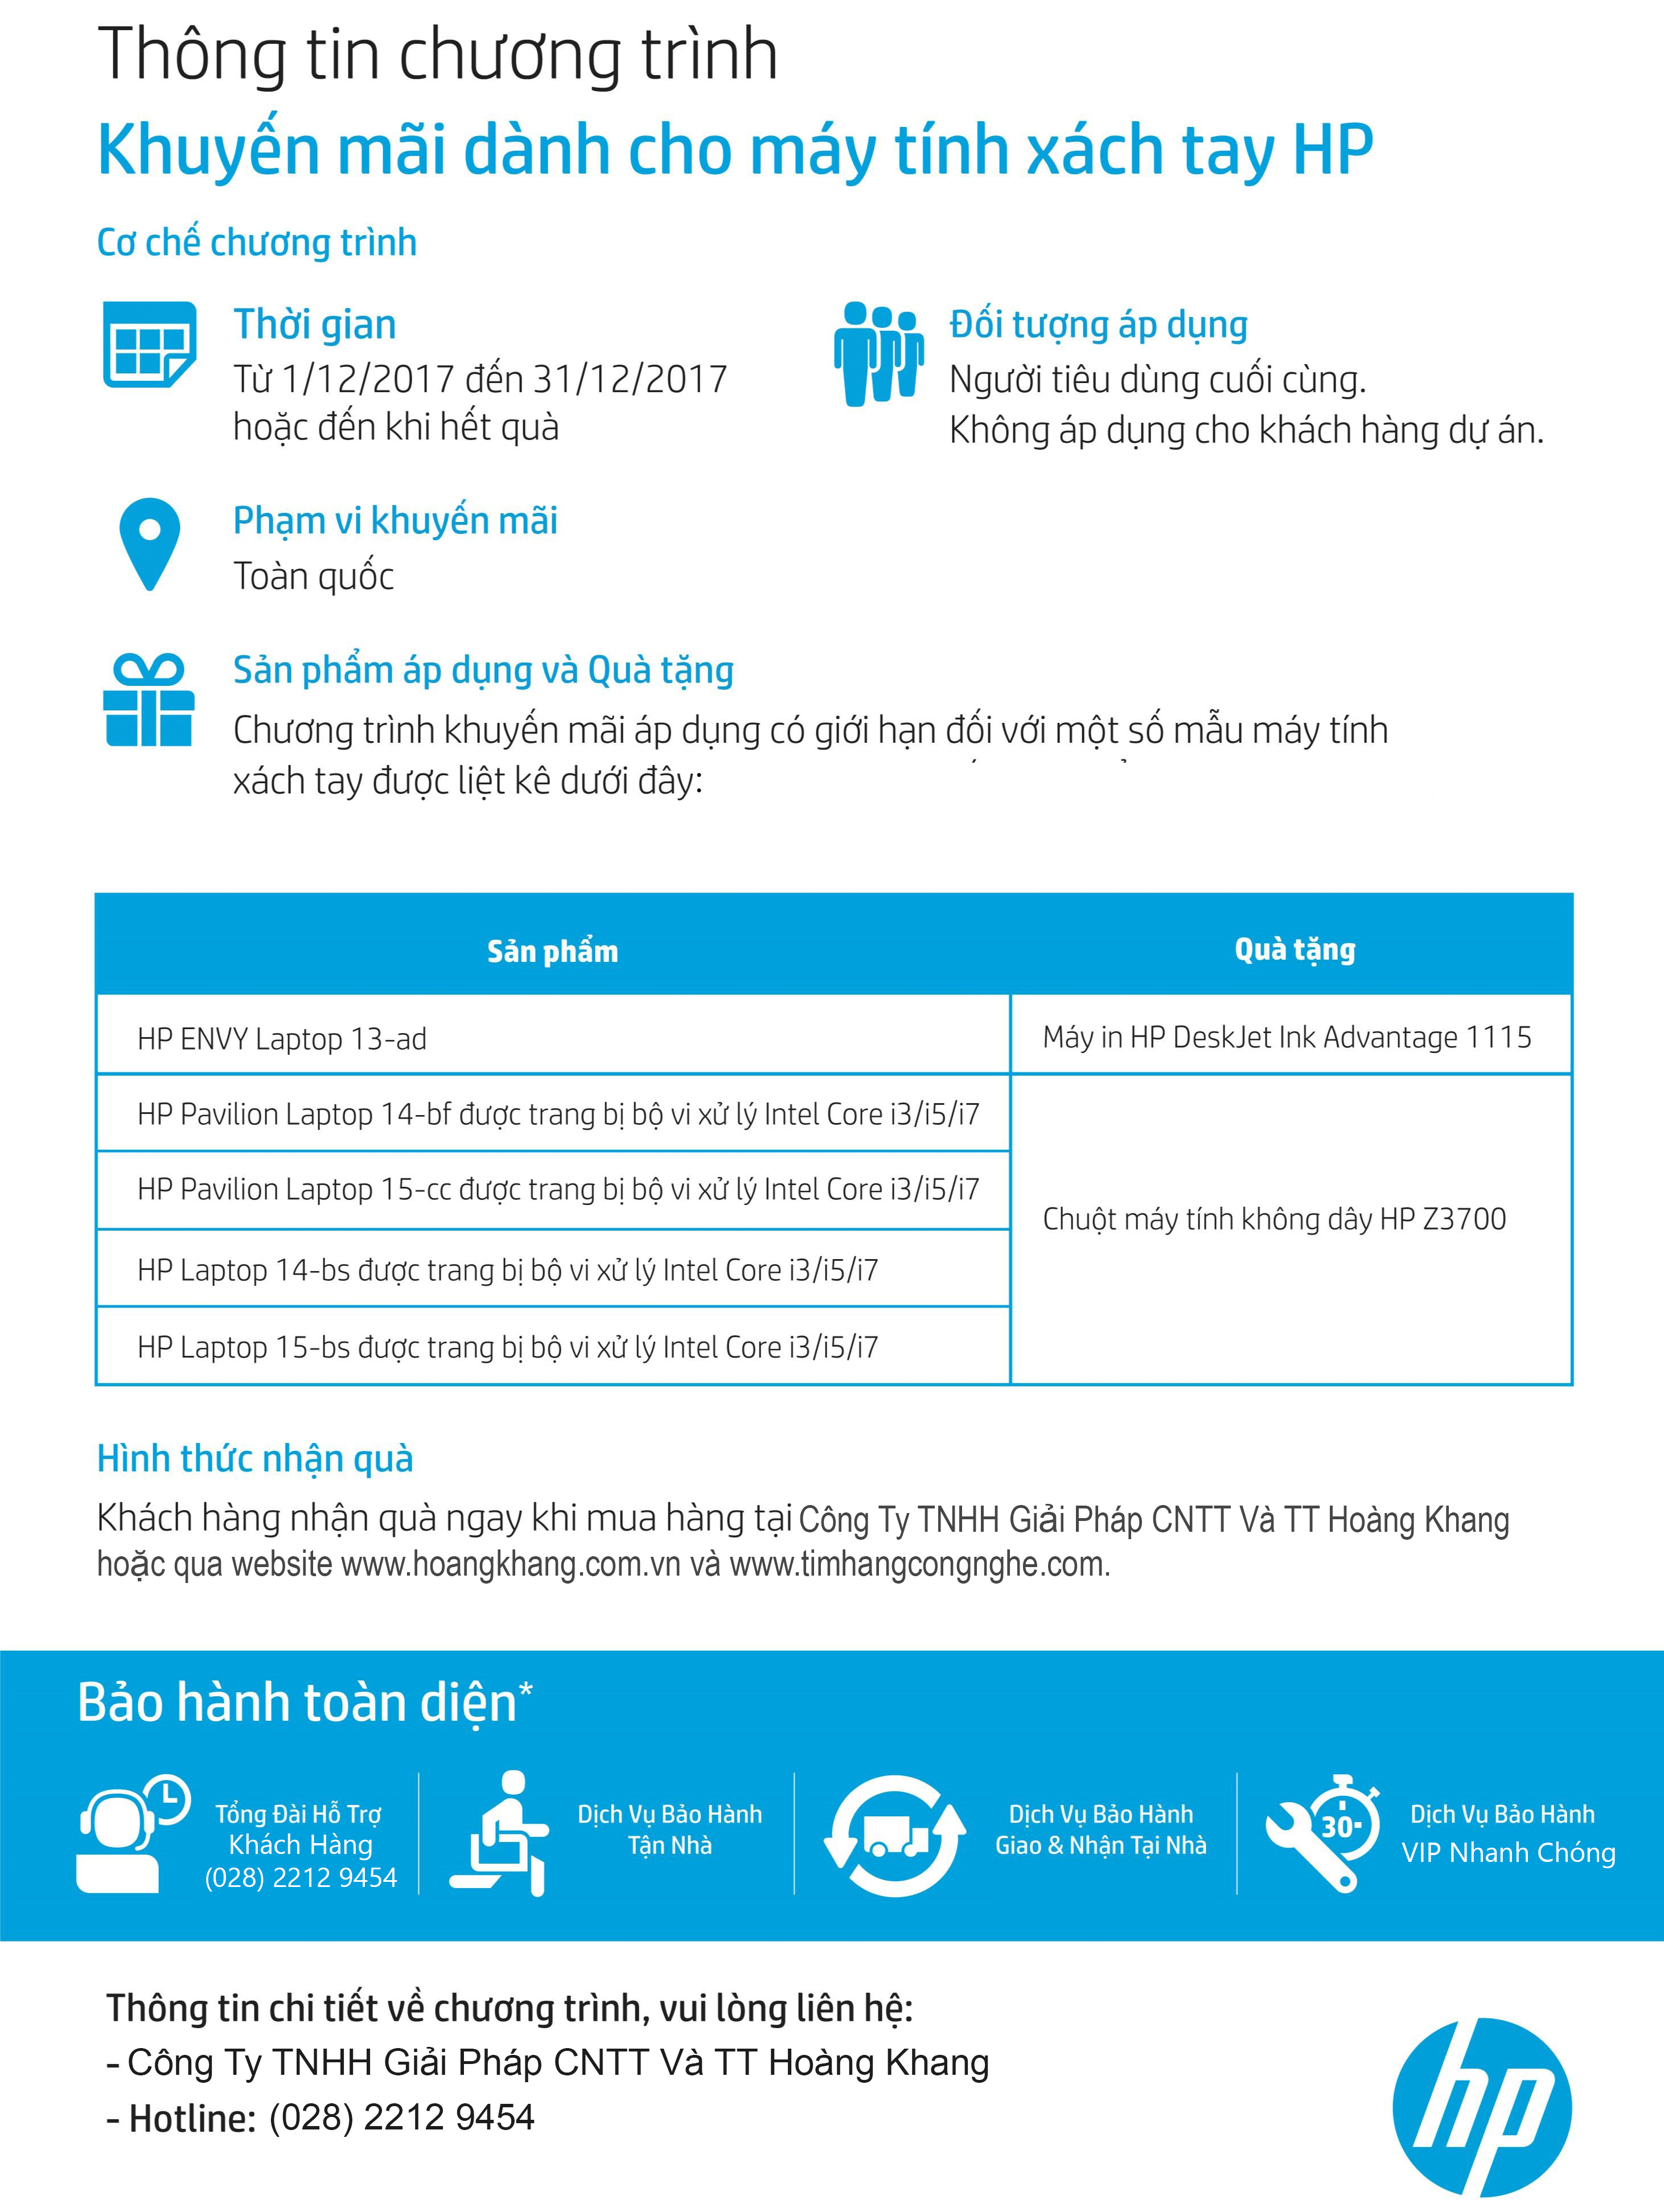 Thông tin chương trình
Khuyến mãi dành cho máy tính xách tay HP
Cơ chế chương trình
Thời gian
Từ 1/12/2017 đến 31/12/2017
hoặc đến khi hết quà
Đối tượng áp dụng
Người tiêu dùng cuối cùng.
Không áp dụng cho khách hàng dự án.
Phạm vi khuyến mãi
Toàn quốc
Sản phẩm áp dụng và Quà tặng
Chương trình khuyến mãi áp dụng có giới hạn đối với một số mẫu máy tính
xách tay được liệt kê dưới đây:
Sản phẩm
Quà tặng
HP ENVY Laptop 13-ad
Máy in HP DeskJet Ink Advantage 1115
HP Pavilion Laptop 14-bf được trang bị bộ vi xử lý Intel Core i3/i5/i7
HP Pavilion Laptop 15-cc được trang bị bộ vi xử lý Intel Core i3/i5/i7
Chuột máy tính không dây HP Z3700
HP Laptop 14-bs được trang bị bộ vi xử lý Intel Core i3/i5/i7
HP Laptop 15-bs được trang bị bộ vi xử lý Intel Core i3/i5/i7
Hình thức nhận quà
Khách hàng nhận quà ngay khi mua hàng tại Công Ty TNHH Giải Pháp CNTT Và TT Hoàng Khang
hoặc qua website www.hoangkhang.com.vn và www.timhangcongnghe.com.
Bảo hành toàn diện*
Tổng Đài Hỗ Trợ
Khách Hàng
(028) 2212 9454
Dịch Vụ Bảo Hành
Tận Nhà
Dịch Vụ Bảo Hành
Giao & Nhận Tại Nhà
30-
Dịch Vụ Bảo Hành
VIP Nhanh Chóng
Thông tin chi tiết về chương trình, vui lòng liên hệ:
- Công Ty TNHH Giải Pháp CNTT Và TT Hoàng Khang
- Hotline: (028) 2212 9454
hp